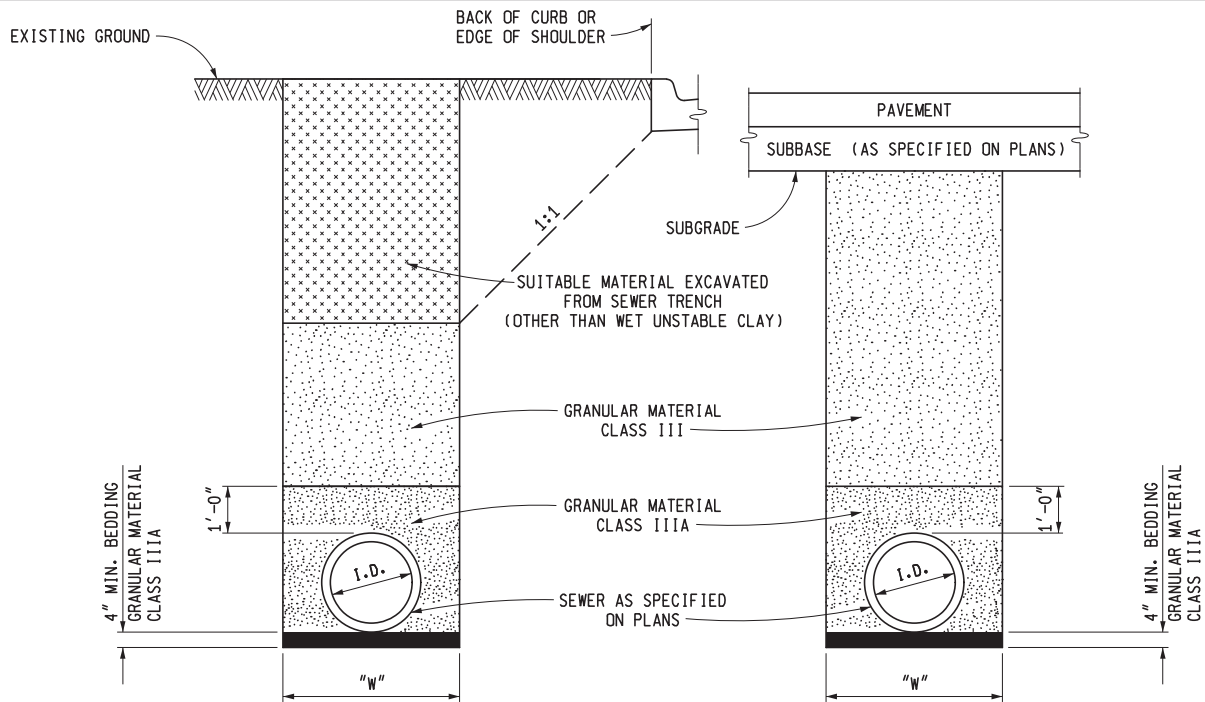 BACK OF CURB OR
EDGE OF SHOULDER
EXISTING GROUND
PAVEMENT
SUBBASE (AS SPECIFIED ON PLANS)
1:1
SUBGRADE
SUITABLE MATERIAL EXCAVATED
FROM SEWER TRENCH
(OTHER THAN WET UNSTABLE CLAY)
GRANULAR MATERIAL
CLASS III
4" MIN. BEDDING
GRANULAR MATERIAL
CLASS IIIA
1'-0"
GRANULAR MATERIAL
CLASS IIIA
1'-0"
4" MIN. BEDDING
GRANULAR MATERIAL
CLASS IIIA
I.D.
I.D.
SEWER AS SPECIFIED
ON PLANS
"W"
"W"